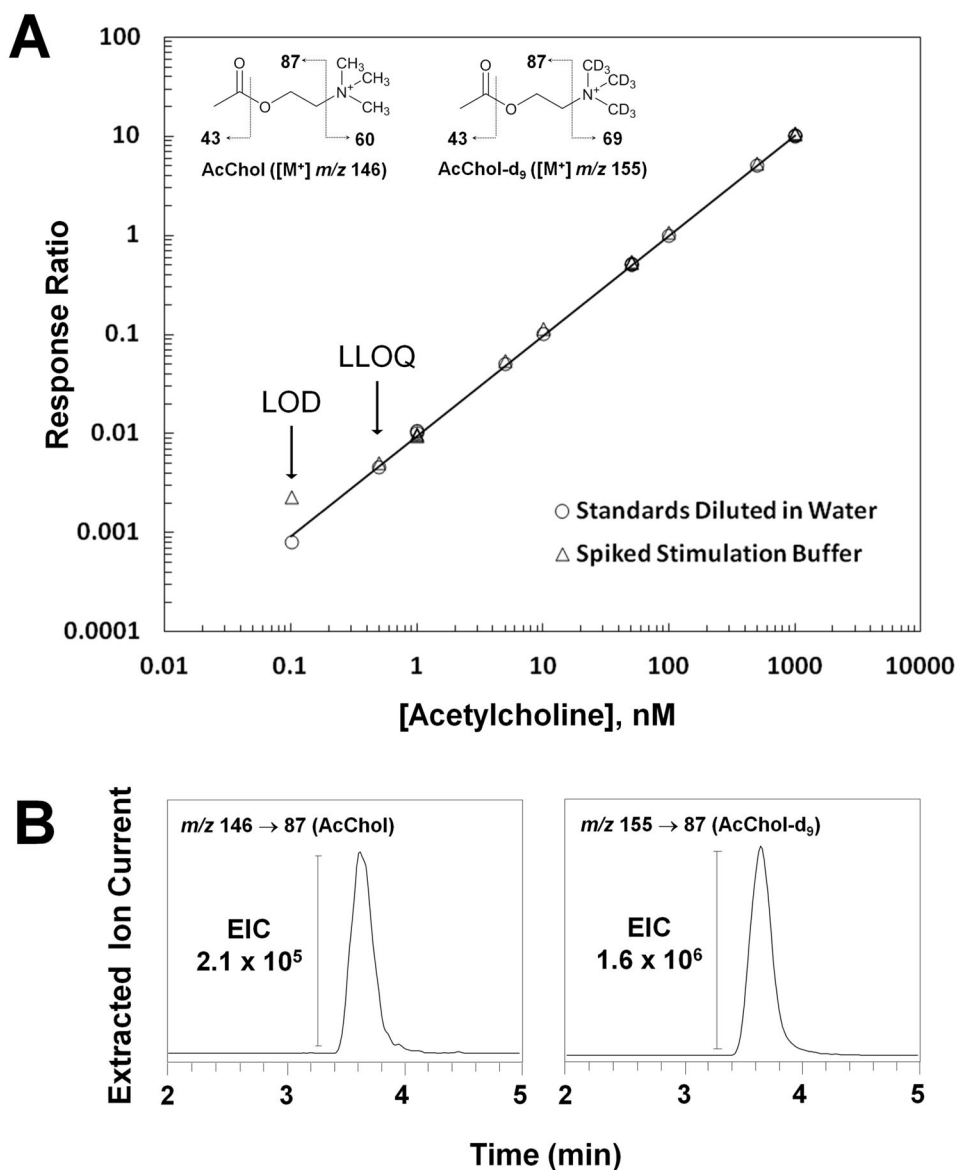 A
100
10
1
0.1
0.01
0.001
0.0001
Response Ratio
O
O
N⁺
CH₃
CH₃
CH₃
87
43
60
AcChol ([M⁺] m/z 146)
O
O
N⁺
CD₃
CD₃
CD₃
87
43
69
AcChol-d₉ ([M⁺] m/z 155)
LOD
LLOQ
Standards Diluted in Water
Spiked Stimulation Buffer
0.01 0.1 1 10 100 1000 10000
[Acetylcholine], nM
B
Extracted Ion Current
m/z 146 → 87 (AcChol)
EIC
2.1 x 10⁵
2 3 4 5
m/z 155 → 87 (AcChol-d₉)
EIC
1.6 x 10⁶
2 3 4 5
Time (min)